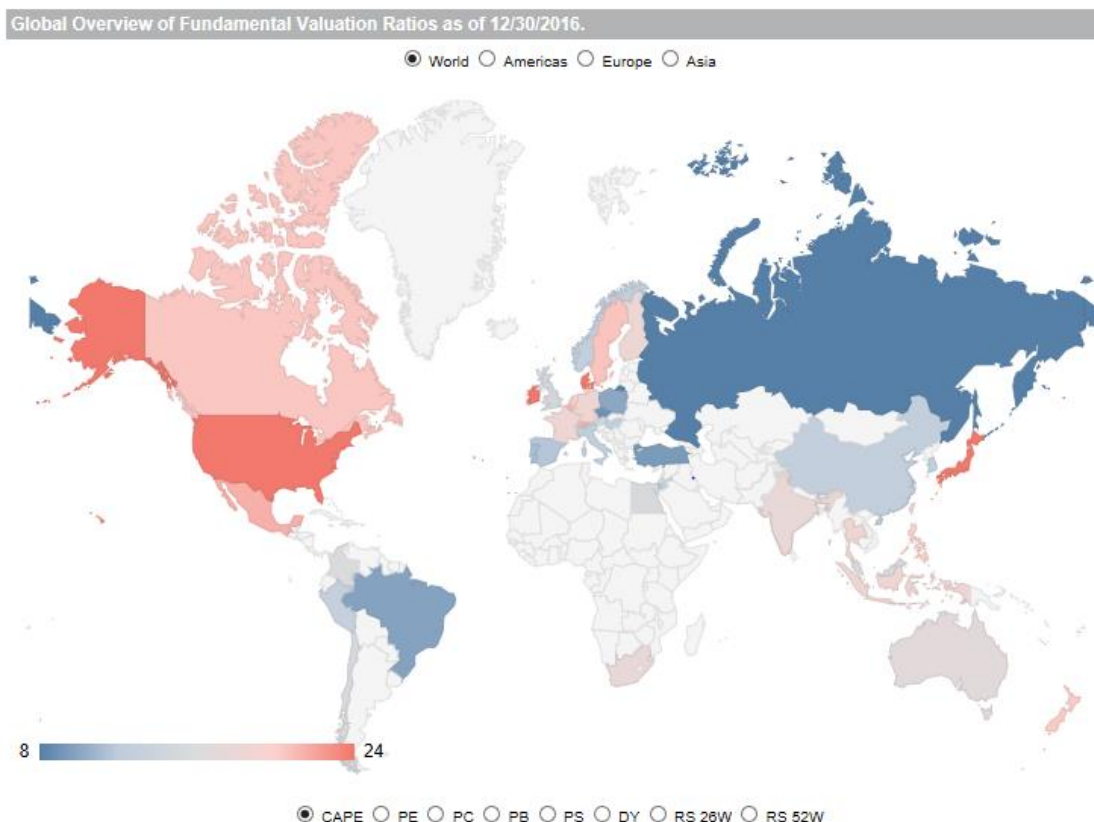 Global Overview of Fundamental Valuation Ratios as of 12/30/2016.
World Americas Europe Asia
8 24
CAPE PE PC PB PS DY RS 26W RS 52W